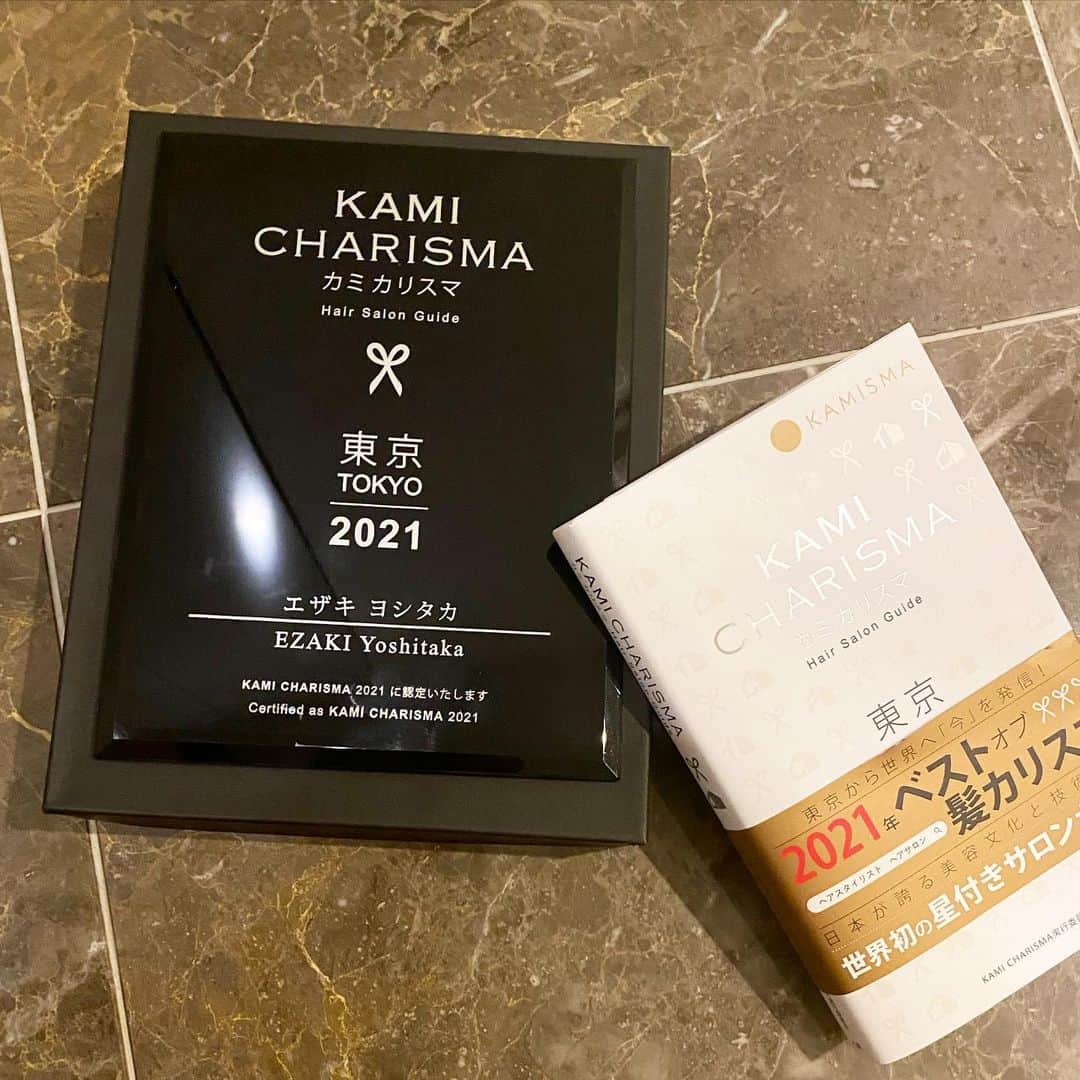 KAMI
CHARISMA
カミ カリスマ
Hair Salon Guide
東京
TOKYO
2021
エザキ ヨシタカ
EZAKI Yoshitaka
KAMI CHARISMA 2021 に認定いたします
Certified as KAMI CHARISMA 2021
KAMISMA
KAMI
CHARISMA
カミ カリスマ
Hair Salon Guide
東京
東京から世界へ「今」を発信!
2021年 ベストオブ
髪カリス
ヘアスタイリスト ヘアサロン
日本が誇る美容文化と技
世界初の星付きサロン
KAMI CHARISMA実行委
KAMI CHARISMA